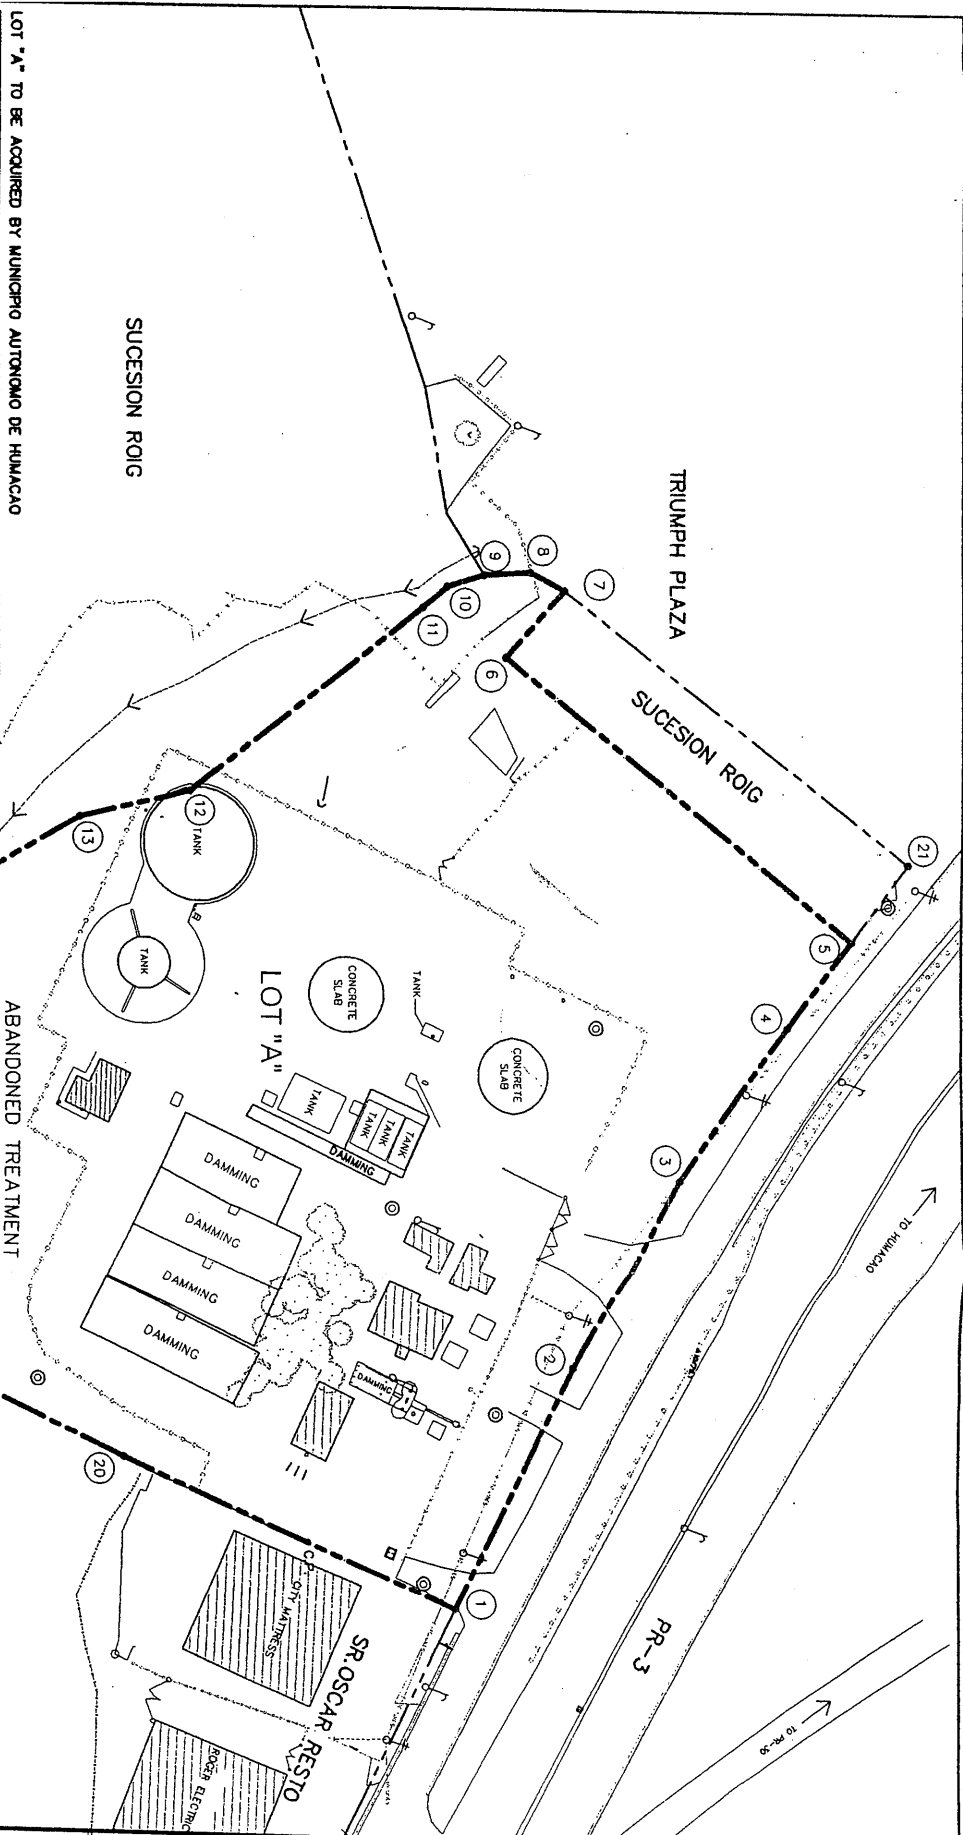 LOT "A" TO BE ACQUIRED BY MUNICIPIO AUTONOMO DE HUMACAO
SUCESION ROIG
TRIUMPH PLAZA
SUCESION ROIG
LOT "A"
ABANDONED TREATMENT
SR. OSCAR RESTO
PR-3
TO HUMACAO
TO PR-30
CITY MATTRESS
C.P.
ROGER ELECTRIC
CONCRETE
SLAB
CONCRETE
SLAB
TANK
TANK
TANK
TANK
TANK
TANK
TANK
DAMMING
DAMMING
DAMMING
DAMMING
DAMMING
DAMMING
1
2
3
4
5
6
7
8
9
10
11
12
13
20
21